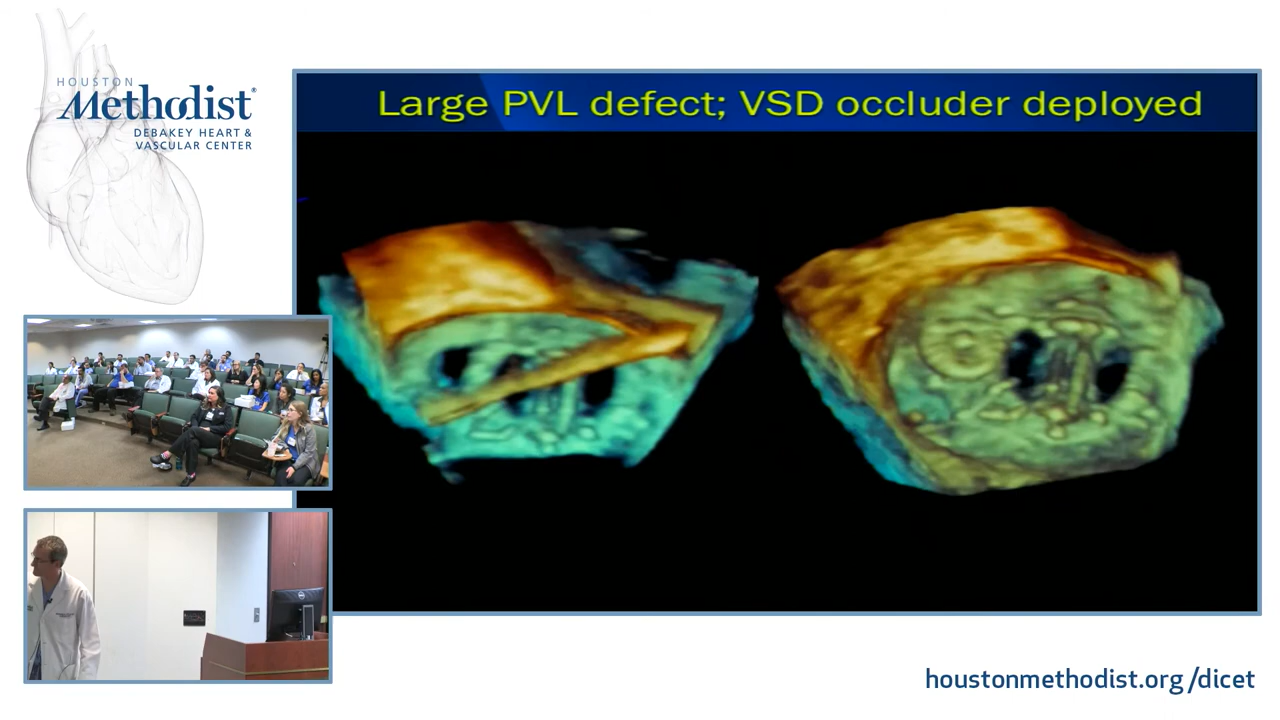 HOUSTON
Methodist®
DEBAKEY HEART &
VASCULAR CENTER
Large PVL defect; VSD occluder deployed
houstonmethodist.org/dicet